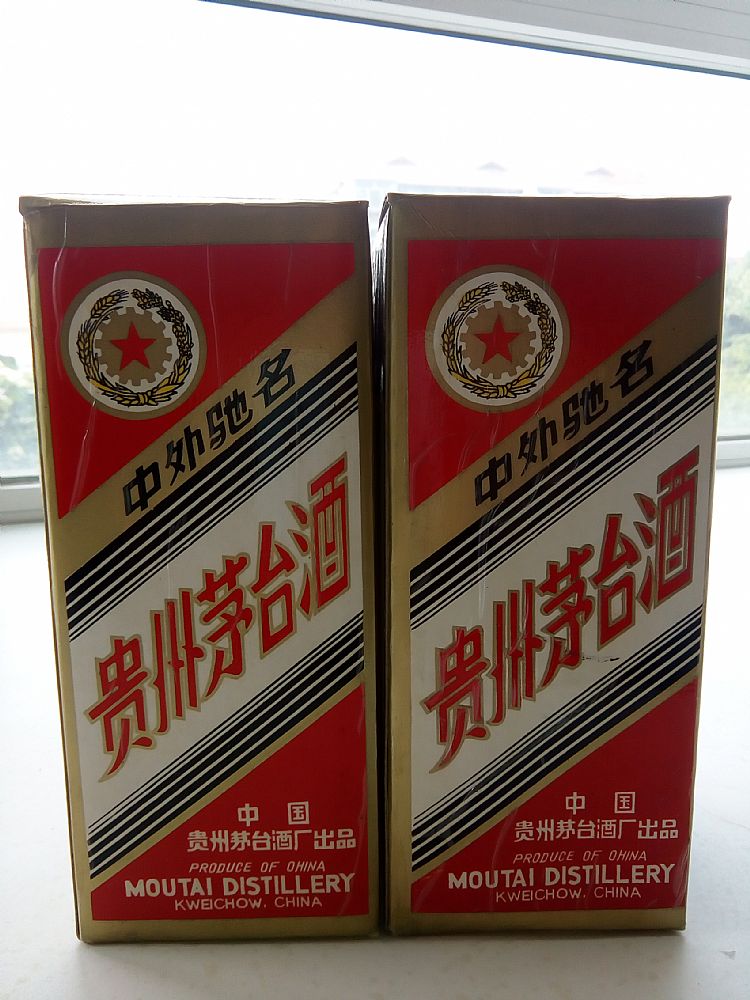 中外驰名
贵州茅台酒
中国
贵州茅台酒厂出品
PRODUCE OF CHINA
MOUTAI DISTILLERY
KWEICHOW, CHINA
中外驰名
贵州茅台酒
中国
贵州茅台酒厂出品
PRODUCE OF CHINA
MOUTAI DISTILLERY
KWEICHOW, CHINA